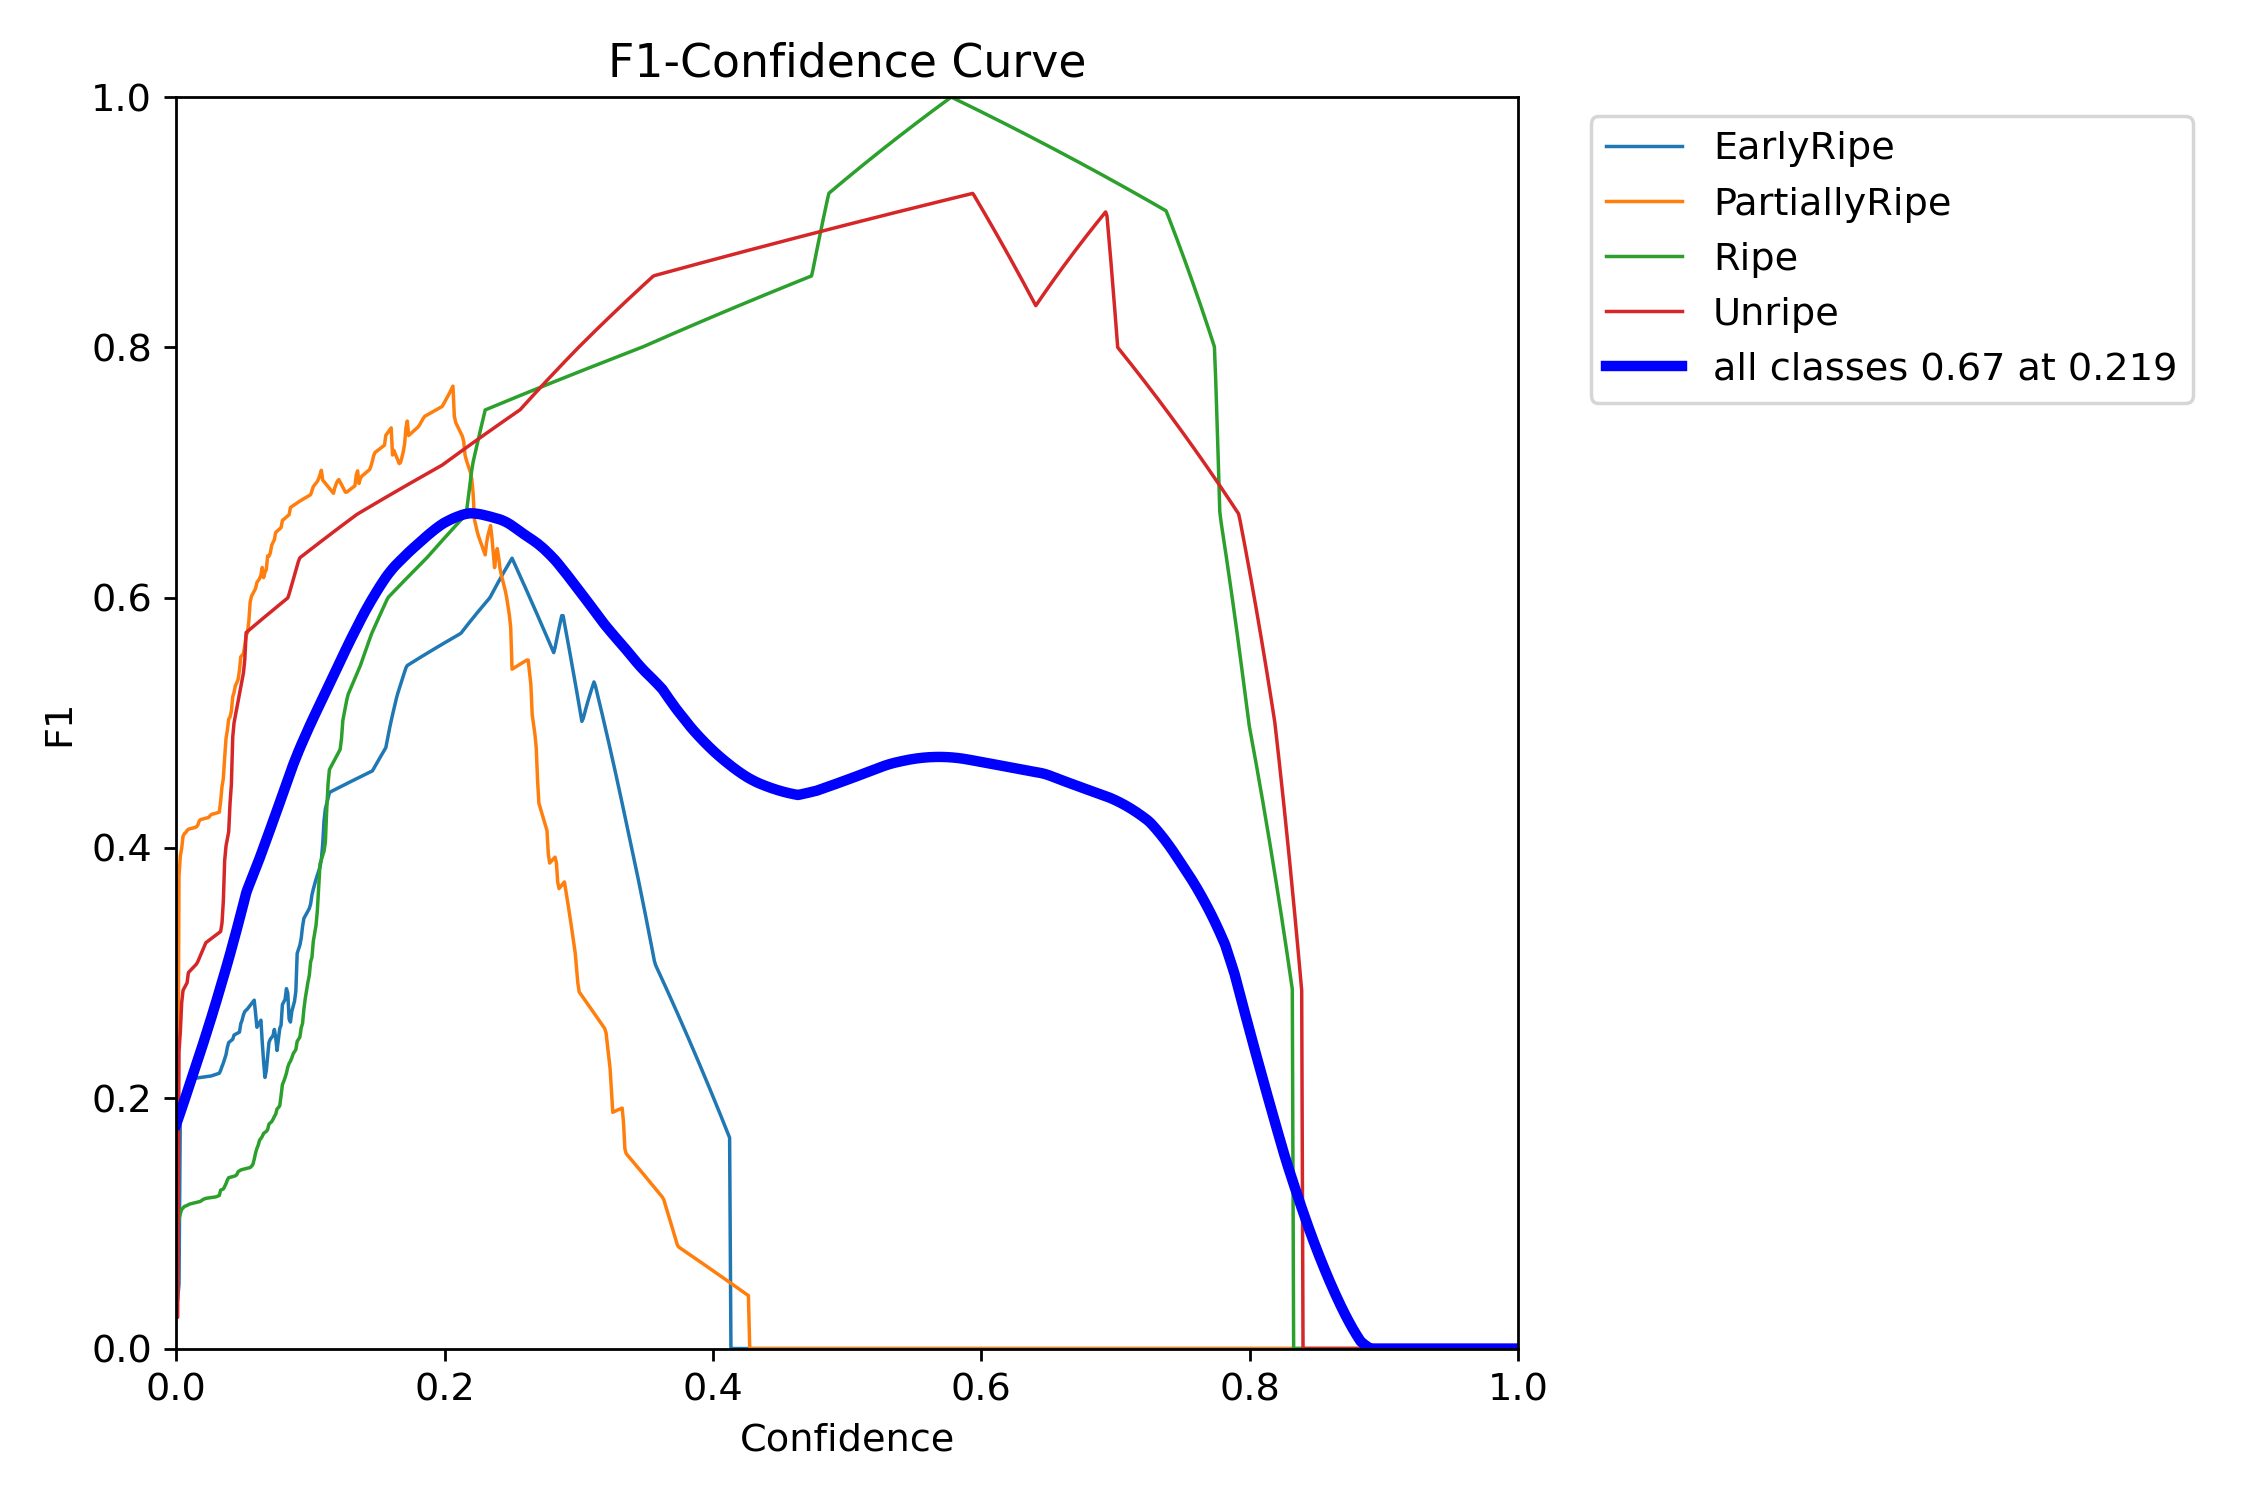 F1-Confidence Curve
1.0
0.8
0.6
0.4
0.2
0.0
F1
0.0 0.2 0.4 0.6 0.8 1.0
Confidence
EarlyRipe
PartiallyRipe
Ripe
Unripe
all classes 0.67 at 0.219